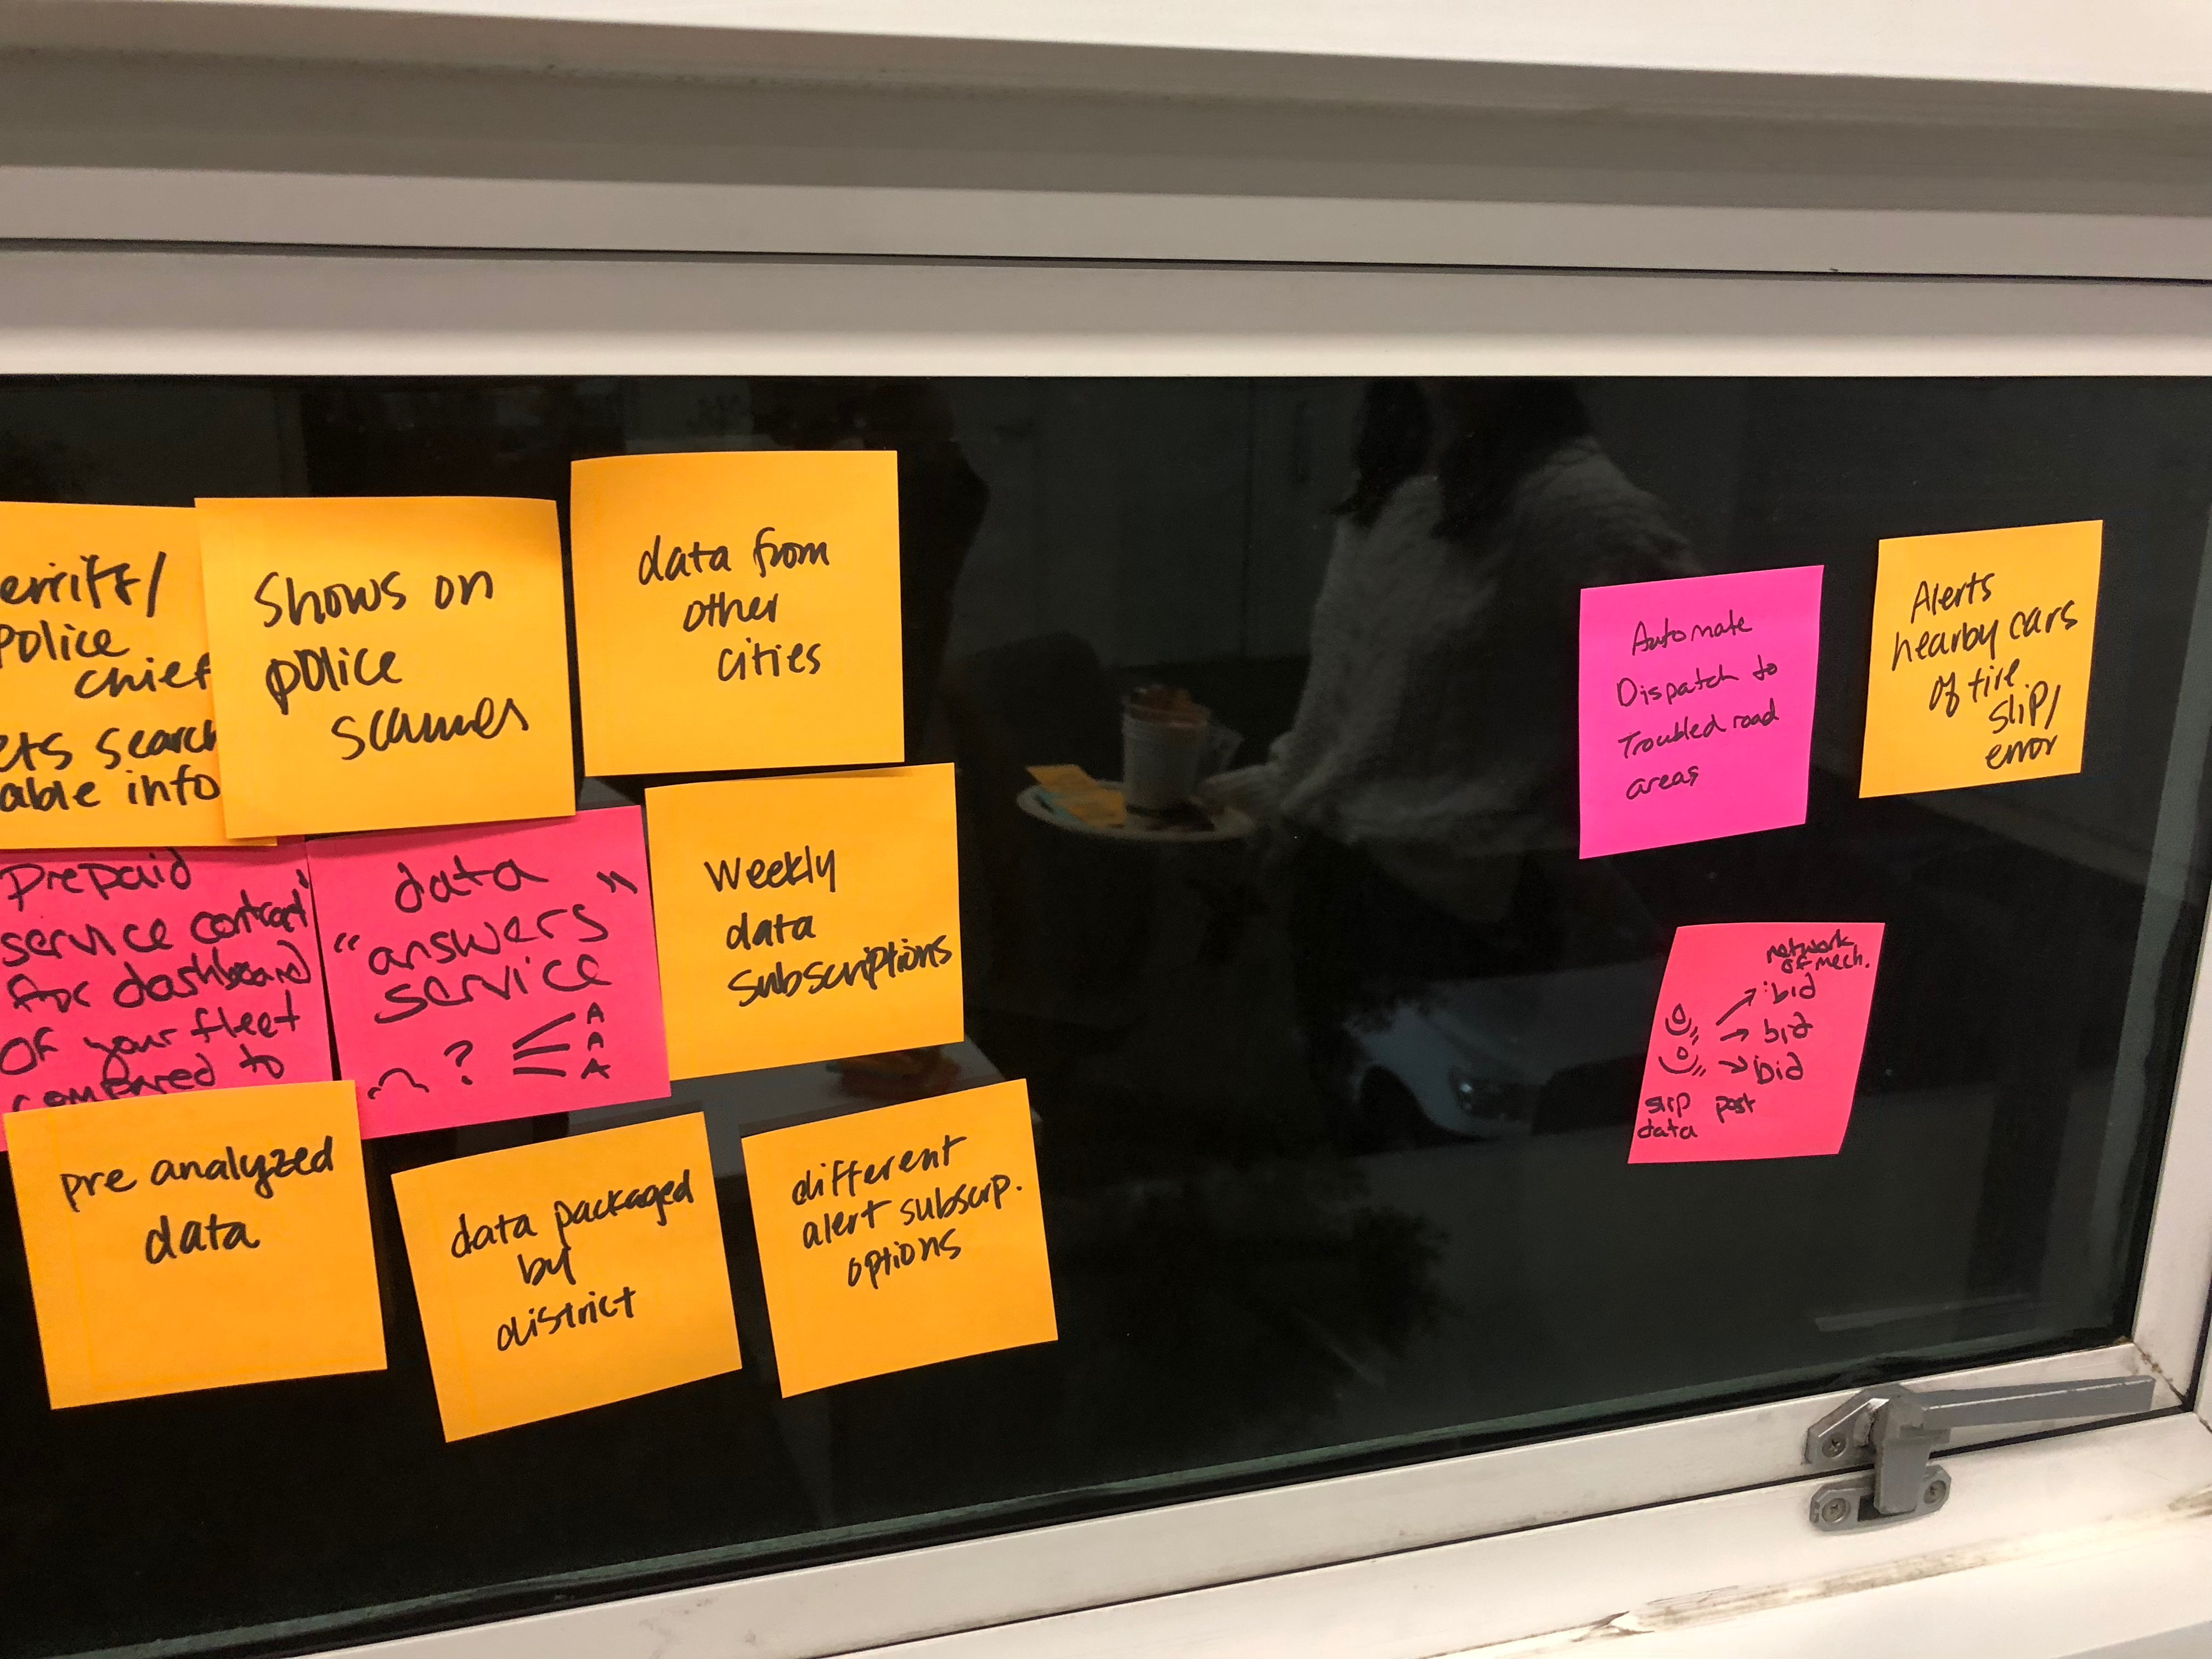 erriff/
Police
chief
ets search
able info
Shows on
police
scanners
data from
other
cities
Prepaid
service contract
for dashboard
Of your fleet
compared to
data
"answers"
service
? A
A
A
Weekly
data
subscriptions
pre analyzed
data
data packaged
by
district
different
alert subscrip.
options
Automate
Dispatch to
Troubled road
areas
Alerts
nearby cars
of tire
slip/
error
network
of mech.
bid
bid
bid
slip post
data